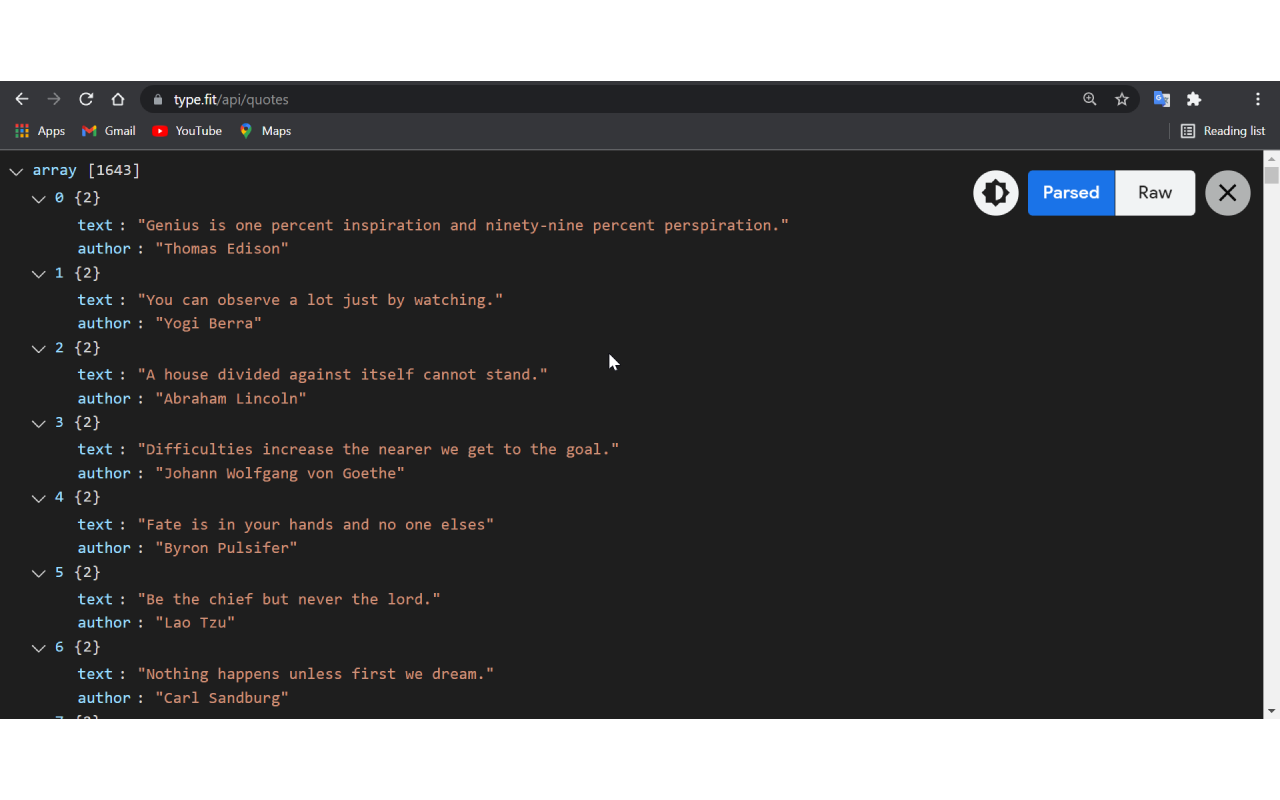 type.fit/api/quotes
Apps Gmail YouTube Maps Reading list
array [1643]
Parsed Raw
0 {2}
text : "Genius is one percent inspiration and ninety-nine percent perspiration."
author : "Thomas Edison"
1 {2}
text : "You can observe a lot just by watching."
author : "Yogi Berra"
2 {2}
text : "A house divided against itself cannot stand."
author : "Abraham Lincoln"
3 {2}
text : "Difficulties increase the nearer we get to the goal."
author : "Johann Wolfgang von Goethe"
4 {2}
text : "Fate is in your hands and no one elses"
author : "Byron Pulsifer"
5 {2}
text : "Be the chief but never the lord."
author : "Lao Tzu"
6 {2}
text : "Nothing happens unless first we dream."
author : "Carl Sandburg"